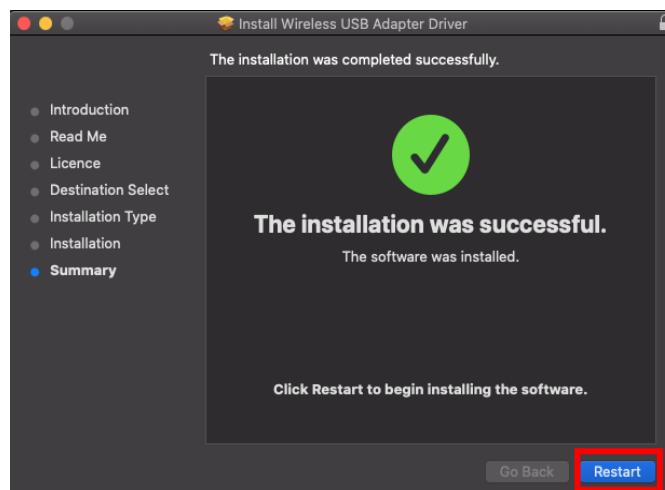 Install Wireless USB Adapter Driver
The installation was completed successfully.
Introduction
Read Me
Licence
Destination Select
Installation Type
Installation
Summary
The installation was successful.
The software was installed.
Click Restart to begin installing the software.
Go Back
Restart